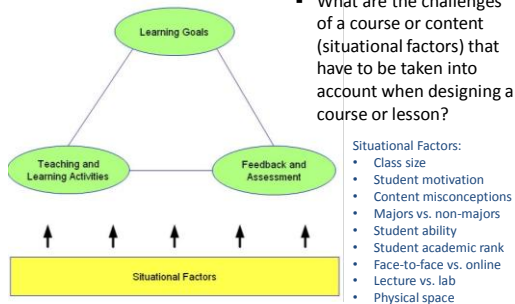 ▪ What are the challenges
of a course or content
(situational factors) that
have to be taken into
account when designing a
course or lesson?
Learning Goals
Teaching and
Learning Activities
Feedback and
Assessment
Situational Factors
Situational Factors:
• Class size
• Student motivation
• Content misconceptions
• Majors vs. non-majors
• Student ability
• Student academic rank
• Face-to-face vs. online
• Lecture vs. lab
• Physical space